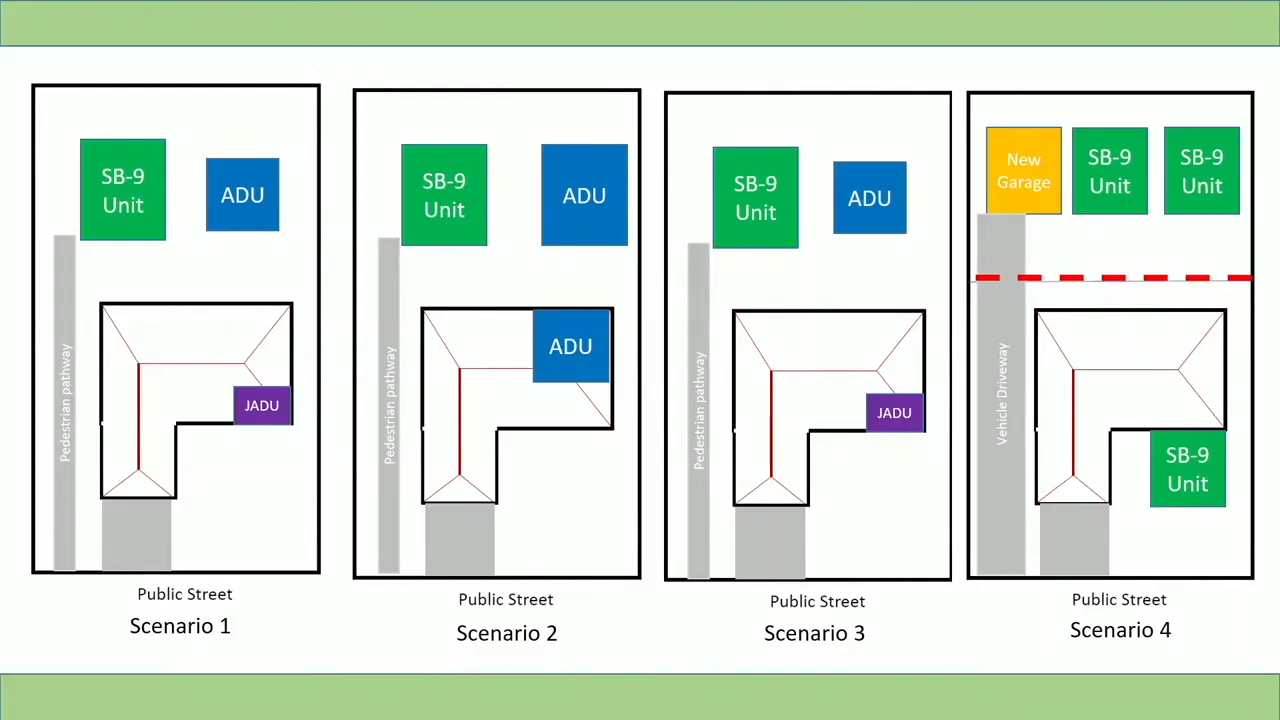 SB-9
Unit
ADU
Pedestrian pathway
JADU
Public Street
Scenario 1
SB-9
Unit
ADU
ADU
Pedestrian pathway
Public Street
Scenario 2
SB-9
Unit
ADU
Pedestrian pathway
JADU
Public Street
Scenario 3
New
Garage
SB-9
Unit
SB-9
Unit
Vehicle Driveway
SB-9
Unit
Public Street
Scenario 4